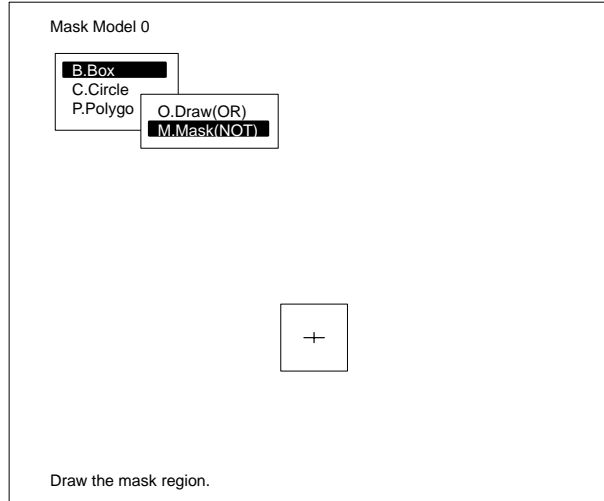 Mask Model 0
B.Box
C.Circle
P.Polygo
O.Draw(OR)
M.Mask(NOT)
Draw the mask region.